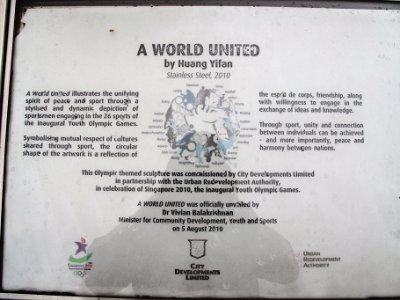 A WORLD UNITED
by Huang Yifan
Stainless Steel, 2010
A World United illustrates the unifying
spirit of peace and sport through a
stylised and dynamic depiction of
sportsmen engaging in the 26 sports of
the inaugural Youth Olympic Games.
Symbolising mutual respect of cultures
shared through sport, the circular
shape of the artwork is a reflection of
the esprit de corps, friendship, along
with willingness to engage in the
exchange of ideas and knowledge.
Through sport, unity and connection
between individuals can be achieved
- and more importantly, peace and
harmony between nations.
This Olympic themed sculpture was commissioned by City Developments Limited
in partnership with the Urban Redevelopment Authority,
in celebration of Singapore 2010, the inaugural Youth Olympic Games.
A WORLD UNITED was officially unveiled by
Dr Vivian Balakrishnan
Minister for Community Development, Youth and Sports
on 5 August 2010
CITY
DEVELOPMENTS
LIMITED
URBAN
REDEVELOPMENT
AUTHORITY